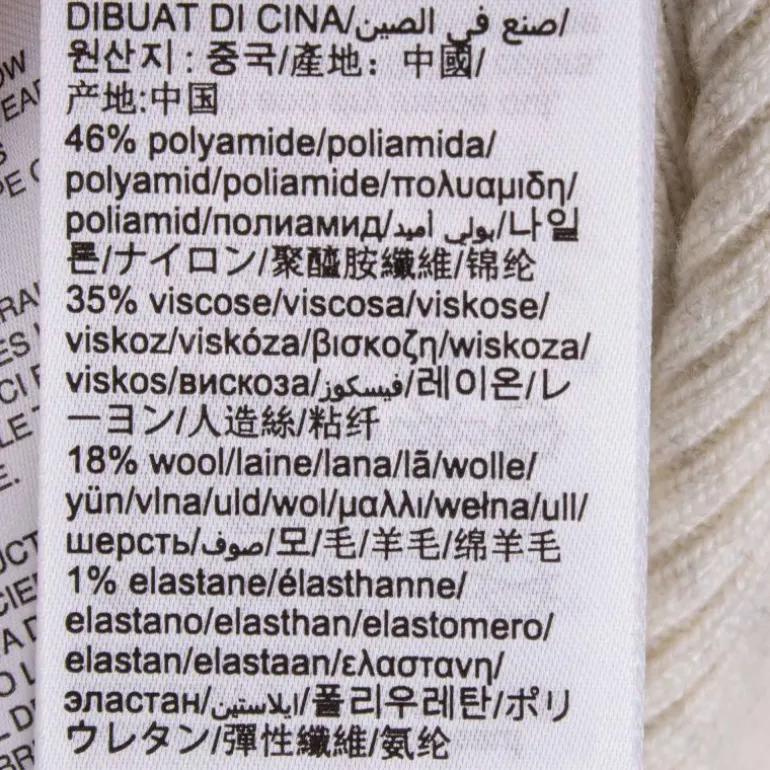 DIBUAT DI CINA/صنع في الصين/
원산지 : 중국/產地：中國/
产地:中国
46% polyamide/poliamida/
polyamid/poliamide/πολυαμιδη/
poliamid/полиамид/بولي أميد/나일
론/ナイロン/聚醯胺纖維/锦纶
35% viscose/viscosa/viskose/
viskoz/viskóza/βισκοζη/wiskoza/
viskos/вискоза/فيسكوز/레이온/レ
ーヨン/人造絲/粘纤
18% wool/laine/lana/lã/wolle/
yün/vlna/uld/wol/μαλλι/wełna/ull/
шерсть/صوف/모/毛/羊毛/绵羊毛
1% elastane/élasthanne/
elastano/elasthan/elastomero/
elastan/elastaan/ελαστανη/
эластан/ايلاستين/폴리우레탄/ポリ
ウレタン/彈性纖維/氨纶